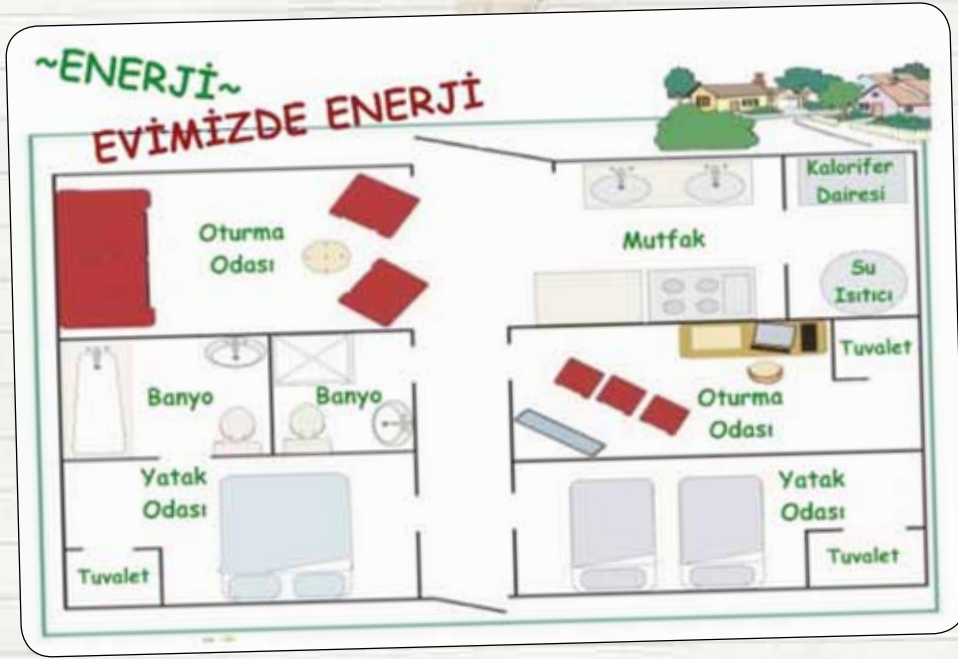 ~ENERJİ~
EVİMİZDE ENERJİ
Kalorifer
Dairesi
Oturma
Odası
Mutfak
Su
Isıtıcı
Tuvalet
Banyo
Banyo
Oturma
Odası
Yatak
Odası
Yatak
Odası
Tuvalet
Tuvalet